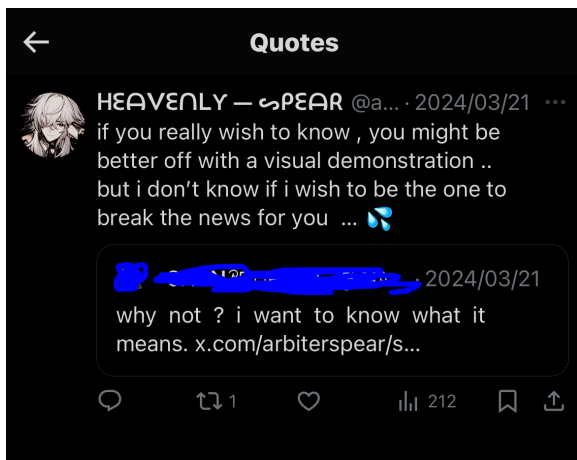 Quotes
HEAVENLY — SPEAR @a... · 2024/03/21
if you really wish to know , you might be
better off with a visual demonstration ..
but i don’t know if i wish to be the one to
break the news for you ... 💦
· 2024/03/21
why not ? i want to know what it
means. x.com/arbiterspear/s...
1
212